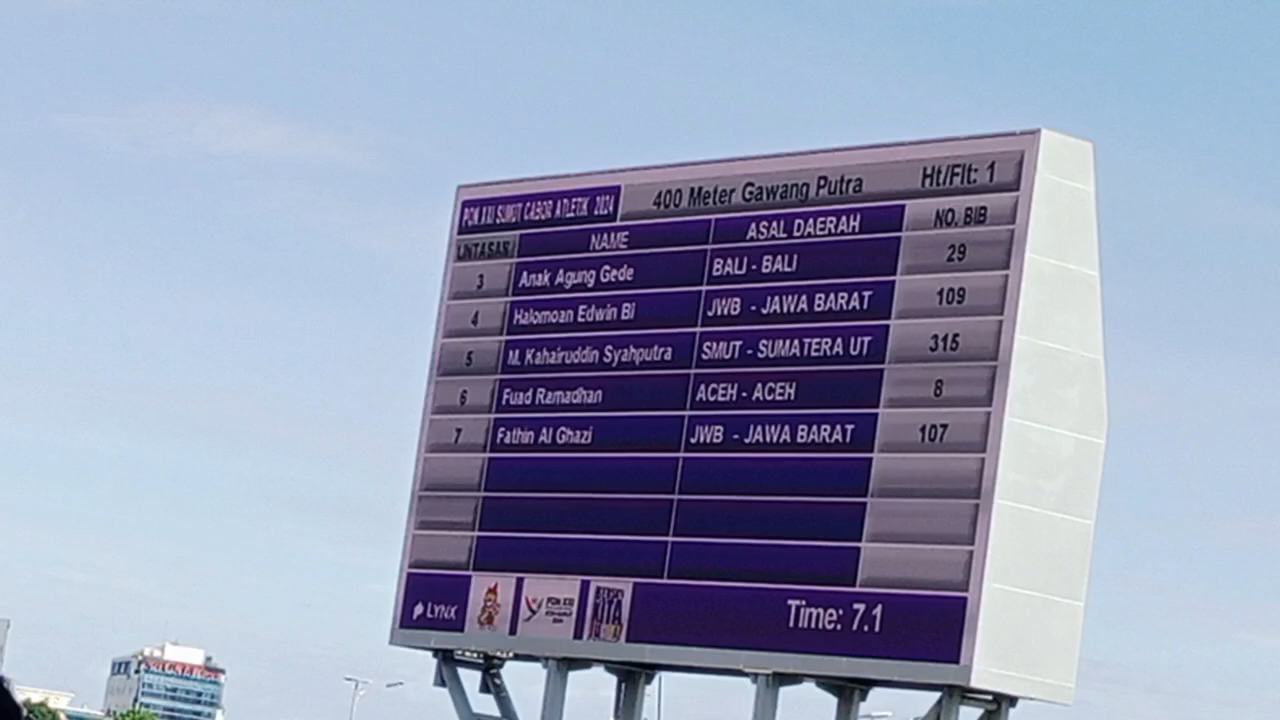 PON XXI SUMUT CABOR ATLETIK 2024 400 Meter Gawang Putra Ht/Flt: 1
LINTASAN NAME ASAL DAERAH NO. BIB
3 Anak Agung Gede BALI - BALI 29
4 Halomoan Edwin Bi JWB - JAWA BARAT 109
5 M. Kahairuddin Syahputra SMUT - SUMATERA UT 315
6 Fuad Ramadhan ACEH - ACEH 8
7 Fathin Al Ghazi JWB - JAWA BARAT 107
LYNX PON XXI Time: 7.1